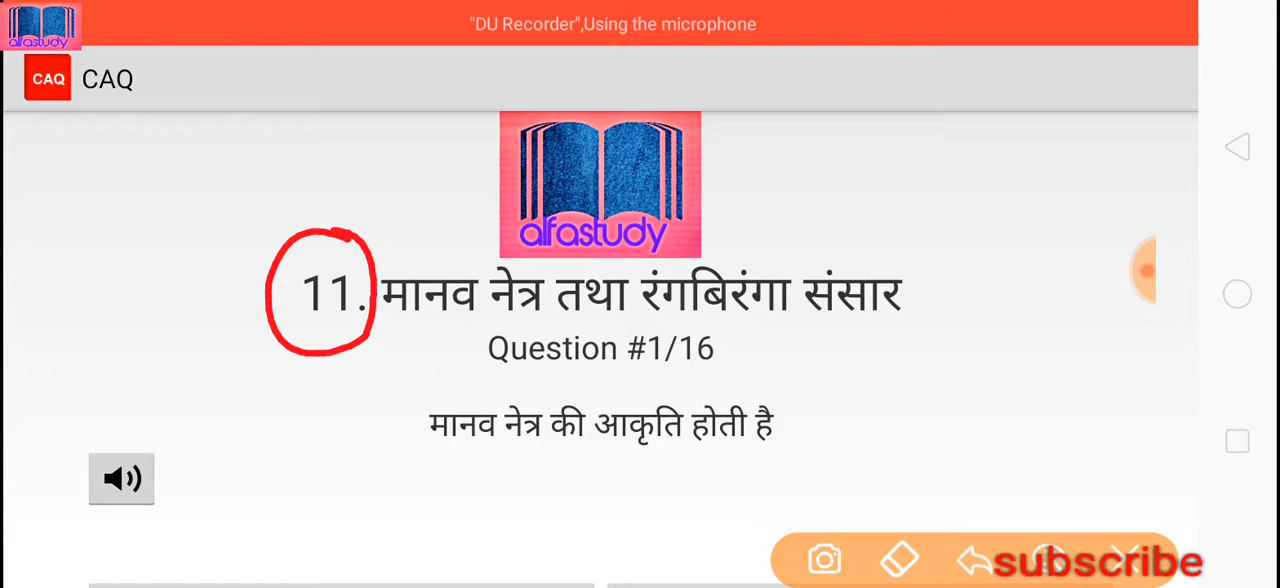 alfastudy
"DU Recorder",Using the microphone
CAQ CAQ
alfastudy
11. मानव नेत्र तथा रंगबिरंगा संसार
Question #1/16
मानव नेत्र की आकृति होती है
subscribe